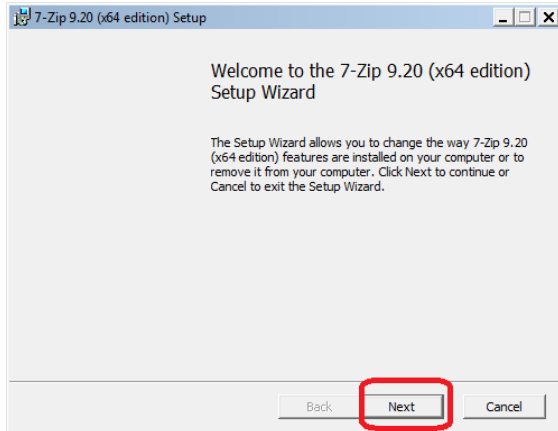 7-Zip 9.20 (x64 edition) Setup
Welcome to the 7-Zip 9.20 (x64 edition)
Setup Wizard
The Setup Wizard allows you to change the way 7-Zip 9.20
(x64 edition) features are installed on your computer or to
remove it from your computer. Click Next to continue or
Cancel to exit the Setup Wizard.
Back Next Cancel